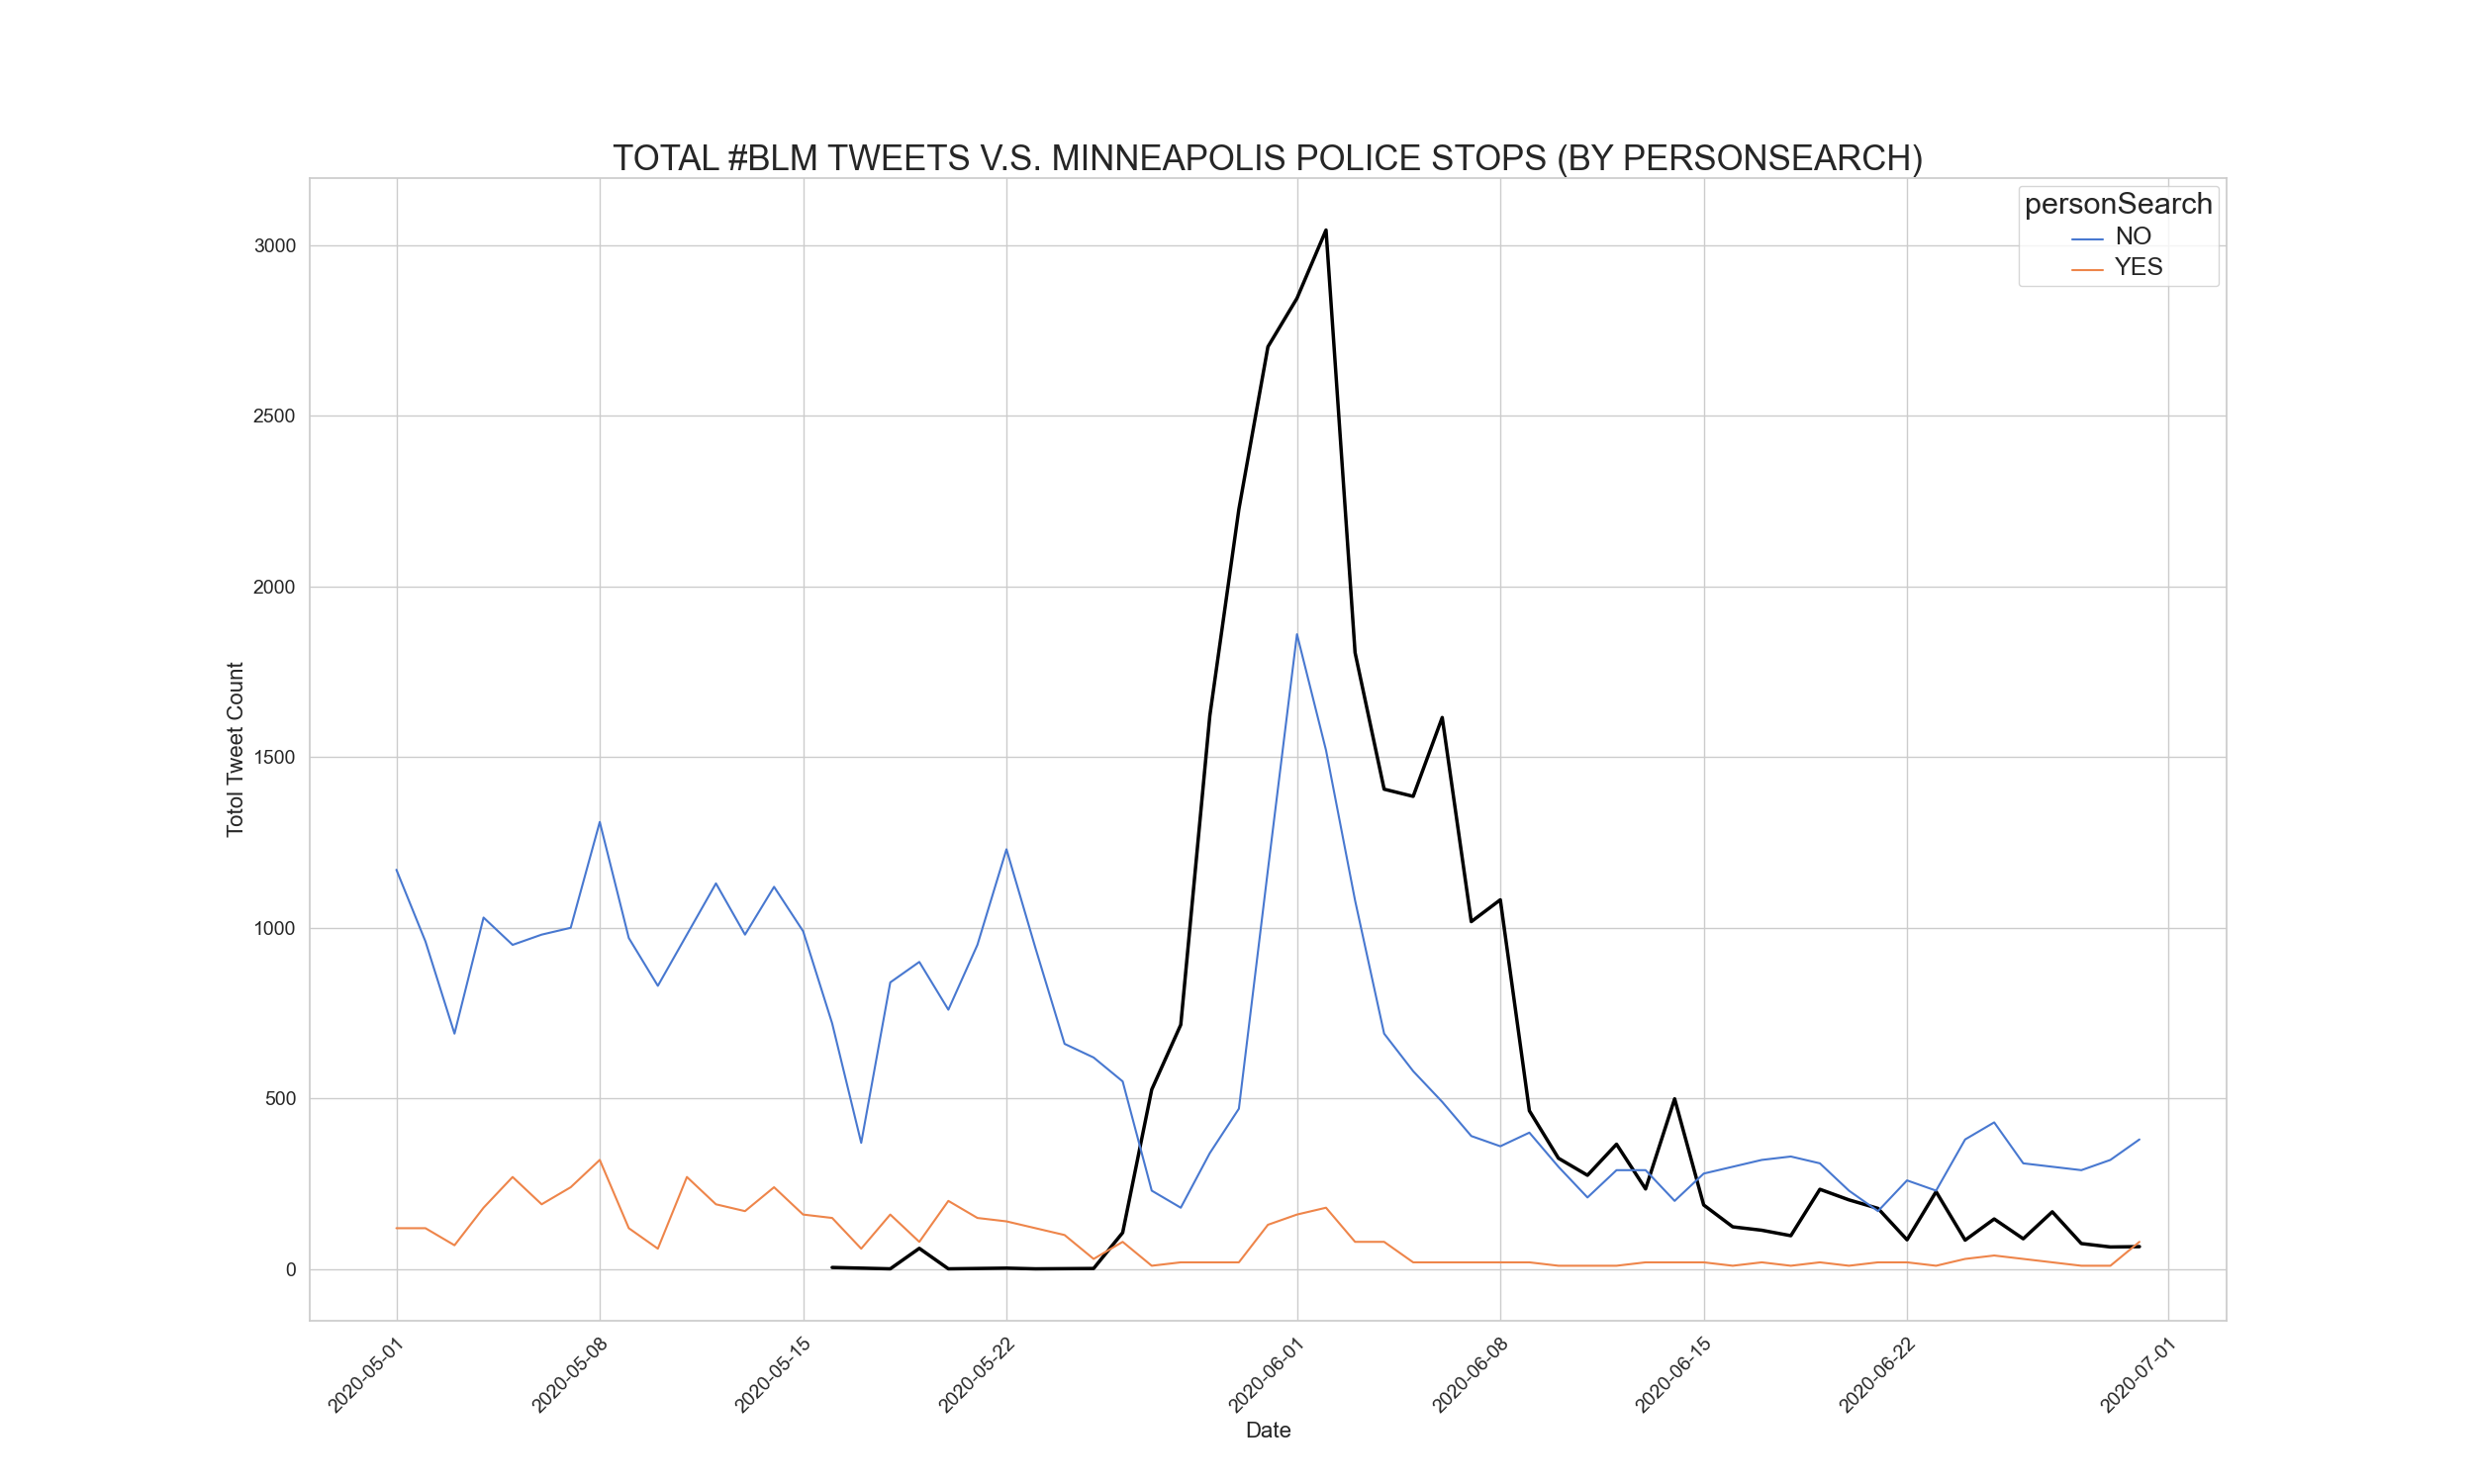 TOTAL #BLM TWEETS V.S. MINNEAPOLIS POLICE STOPS (BY PERSONSEARCH)
personSearch
NO
YES
3000
2500
2000
1500
1000
500
0
Totol Tweet Count
2020-05-01
2020-05-08
2020-05-15
2020-05-22
2020-06-01
2020-06-08
2020-06-15
2020-06-22
2020-07-01
Date